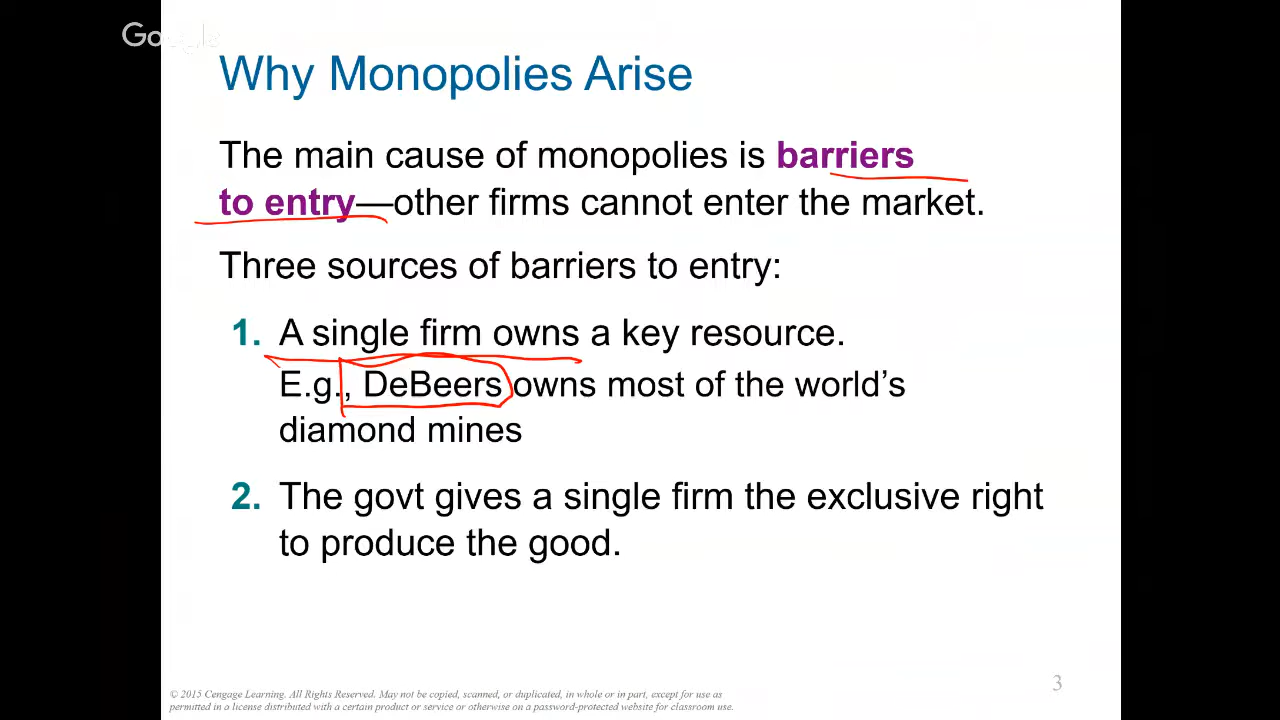 Google
Why Monopolies Arise
The main cause of monopolies is barriers
to entry—other firms cannot enter the market.
Three sources of barriers to entry:
1. A single firm owns a key resource.
E.g., DeBeers owns most of the world’s
diamond mines
2. The govt gives a single firm the exclusive right
to produce the good.
© 2015 Cengage Learning. All Rights Reserved. May not be copied, scanned, or duplicated, in whole or in part, except for use as
permitted in a license distributed with a certain product or service or otherwise on a password-protected website for classroom use.
3